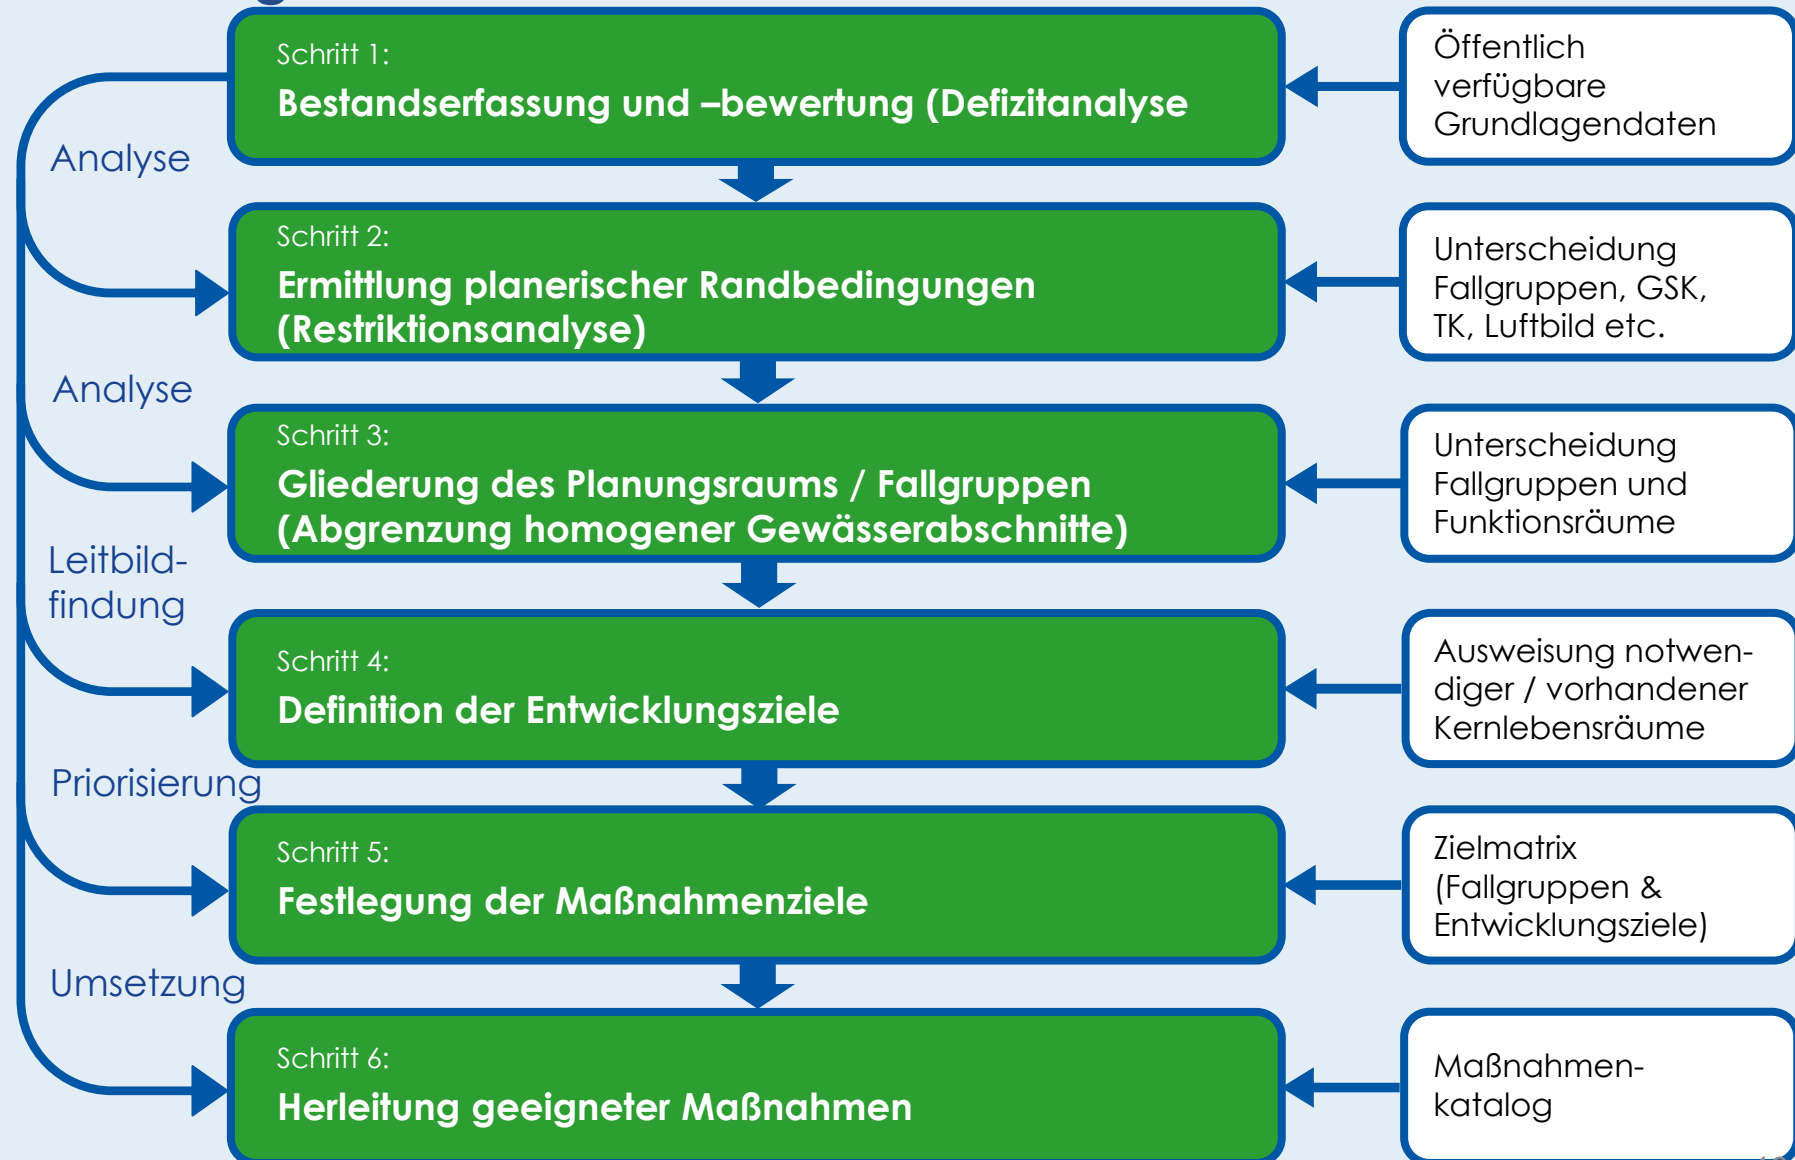 Schritt 1:
Bestandserfassung und –bewertung (Defizitanalyse
Öffentlich
verfügbare
Grundlagendaten
Analyse
Schritt 2:
Ermittlung planerischer Randbedingungen
(Restriktionsanalyse)
Unterscheidung
Fallgruppen, GSK,
TK, Luftbild etc.
Analyse
Schritt 3:
Gliederung des Planungsraums / Fallgruppen
(Abgrenzung homogener Gewässerabschnitte)
Unterscheidung
Fallgruppen und
Funktionsräume
Leitbild-
findung
Schritt 4:
Definition der Entwicklungsziele
Ausweisung notwen-
diger / vorhandener
Kernlebensräume
Priorisierung
Schritt 5:
Festlegung der Maßnahmenziele
Zielmatrix
(Fallgruppen &
Entwicklungsziele)
Umsetzung
Schritt 6:
Herleitung geeigneter Maßnahmen
Maßnahmen-
katalog